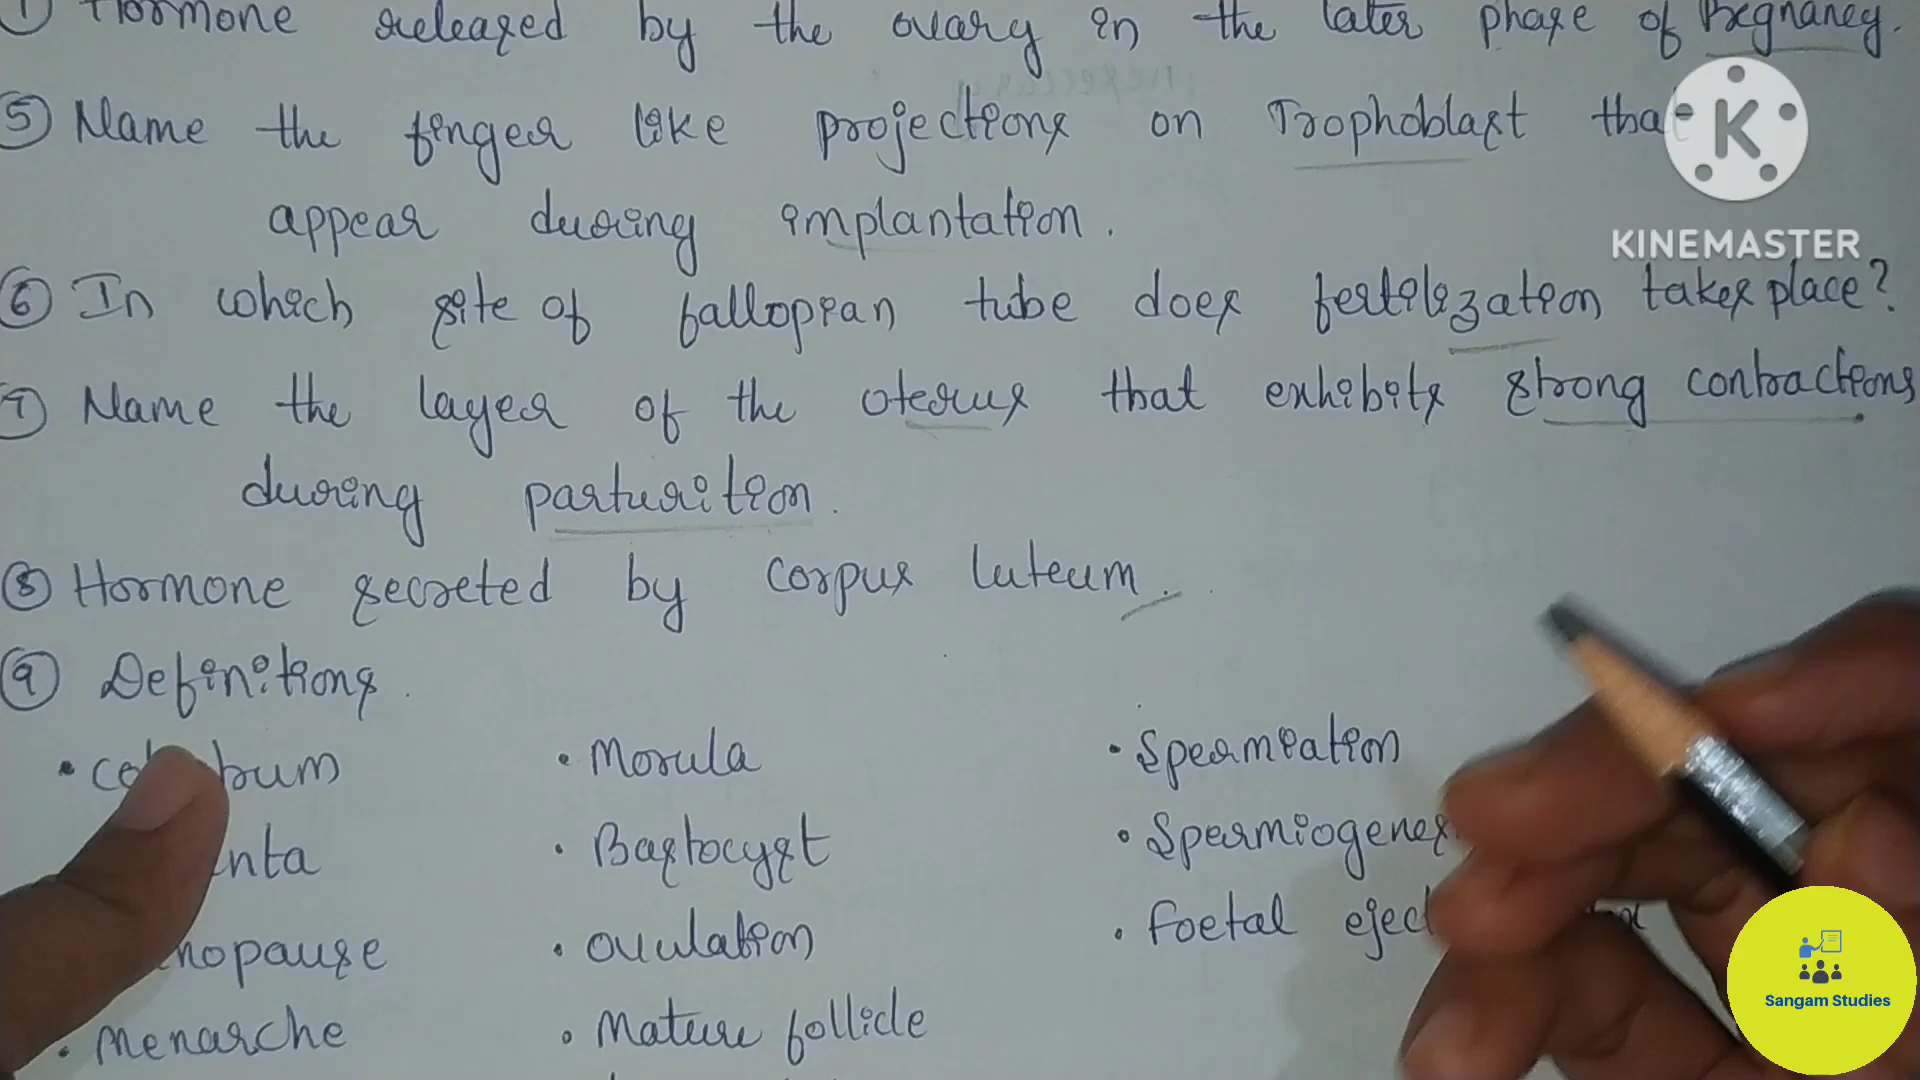 ① Hormone released by the ovary in the later phase of Pregnancy.
⑤ Name the finger like projections on Trophoblast that
appear during implantation.
⑥ In which site of fallopian tube does fertilization takes place?
⑦ Name the layer of the uterus that exhibits strong contractions
during parturition.
⑧ Hormone secreted by corpus luteum.
⑨ Definitions.
• Morula
• Spermiation
• Bastocyst
• ovulation
• Foetal
• Menarche
• Mature follicle
KINEMASTER
Sangam Studies